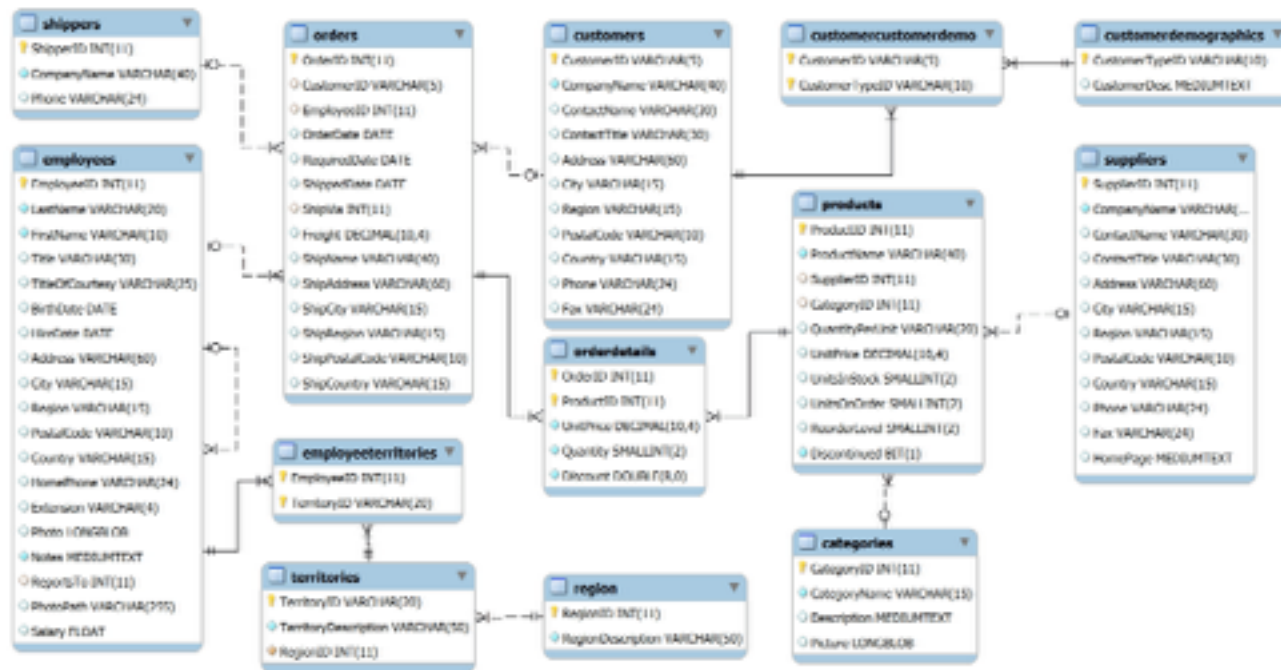 shippers
ShipperID INT(11)
CompanyName VARCHAR(40)
Phone VARCHAR(24)
employees
EmployeeID INT(11)
LastName VARCHAR(20)
FirstName VARCHAR(10)
Title VARCHAR(30)
TitleOfCourtesy VARCHAR(25)
BirthDate DATE
HireDate DATE
Address VARCHAR(60)
City VARCHAR(15)
Region VARCHAR(15)
PostalCode VARCHAR(10)
Country VARCHAR(15)
HomePhone VARCHAR(24)
Extension VARCHAR(4)
Photo LONGBLOB
Notes MEDIUMTEXT
ReportsTo INT(11)
PhotoPath VARCHAR(255)
Salary FLOAT
orders
OrderID INT(11)
CustomerID VARCHAR(5)
EmployeeID INT(11)
OrderDate DATE
RequiredDate DATE
ShippedDate DATE
ShipVia INT(11)
Freight DECIMAL(10,4)
ShipName VARCHAR(40)
ShipAddress VARCHAR(60)
ShipCity VARCHAR(15)
ShipRegion VARCHAR(15)
ShipPostalCode VARCHAR(10)
ShipCountry VARCHAR(15)
employeeterritories
EmployeeID INT(11)
TerritoryID VARCHAR(20)
territories
TerritoryID VARCHAR(20)
TerritoryDescription VARCHAR(50)
RegionID INT(11)
customers
CustomerID VARCHAR(5)
CompanyName VARCHAR(40)
ContactName VARCHAR(30)
ContactTitle VARCHAR(30)
Address VARCHAR(60)
City VARCHAR(15)
Region VARCHAR(15)
PostalCode VARCHAR(10)
Country VARCHAR(15)
Phone VARCHAR(24)
Fax VARCHAR(24)
orderdetails
OrderID INT(11)
ProductID INT(11)
UnitPrice DECIMAL(10,4)
Quantity SMALLINT(2)
Discount DOUBLE(8,0)
region
RegionID INT(11)
RegionDescription VARCHAR(50)
customercustomerdemo
CustomerID VARCHAR(5)
CustomerTypeID VARCHAR(10)
products
ProductID INT(11)
ProductName VARCHAR(40)
SupplierID INT(11)
CategoryID INT(11)
QuantityPerUnit VARCHAR(20)
UnitPrice DECIMAL(10,4)
UnitsInStock SMALLINT(2)
UnitsOnOrder SMALLINT(2)
ReorderLevel SMALLINT(2)
Discontinued BIT(1)
categories
CategoryID INT(11)
CategoryName VARCHAR(15)
Description MEDIUMTEXT
Picture LONGBLOB
customerdemographics
CustomerTypeID VARCHAR(10)
CustomerDesc MEDIUMTEXT
suppliers
SupplierID INT(11)
CompanyName VARCHAR(...
ContactName VARCHAR(30)
ContactTitle VARCHAR(30)
Address VARCHAR(60)
City VARCHAR(15)
Region VARCHAR(15)
PostalCode VARCHAR(10)
Country VARCHAR(15)
Phone VARCHAR(24)
Fax VARCHAR(24)
HomePage MEDIUMTEXT